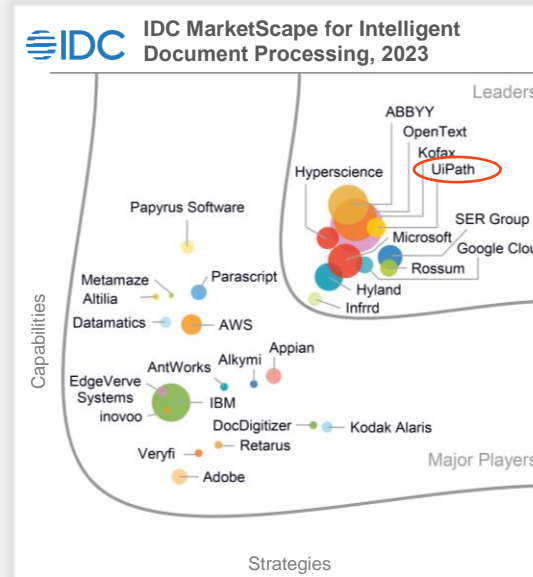 IDC
IDC MarketScape for Intelligent
Document Processing, 2023
Leaders
ABBYY
OpenText
Kofax
UiPath
Hyperscience
SER Group
Microsoft
Google Clou
Rossum
Hyland
Infrrd
Papyrus Software
Metamaze
Parascript
Altilia
Datamatics
AWS
Appian
Alkymi
AntWorks
EdgeVerve
Systems
IBM
inovoo
DocDigitizer
Kodak Alaris
Retarus
Veryfi
Adobe
Major Players
Capabilities
Strategies